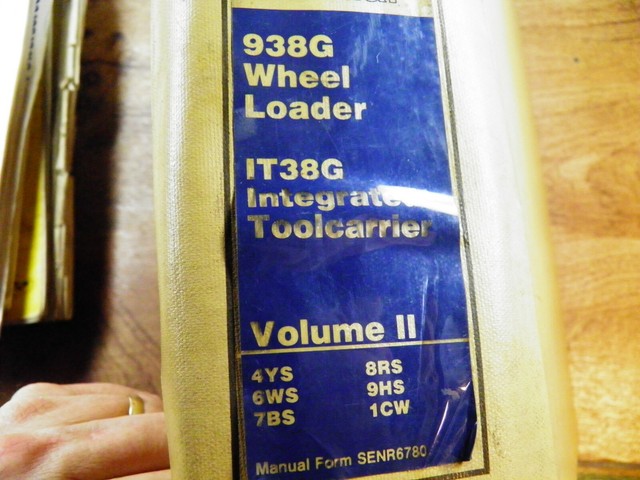 938G
Wheel
Loader
IT38G
Toolcarrier
Volume II
4YS 8RS
6WS 9HS
7BS 1CW
Manual Form SENR6780